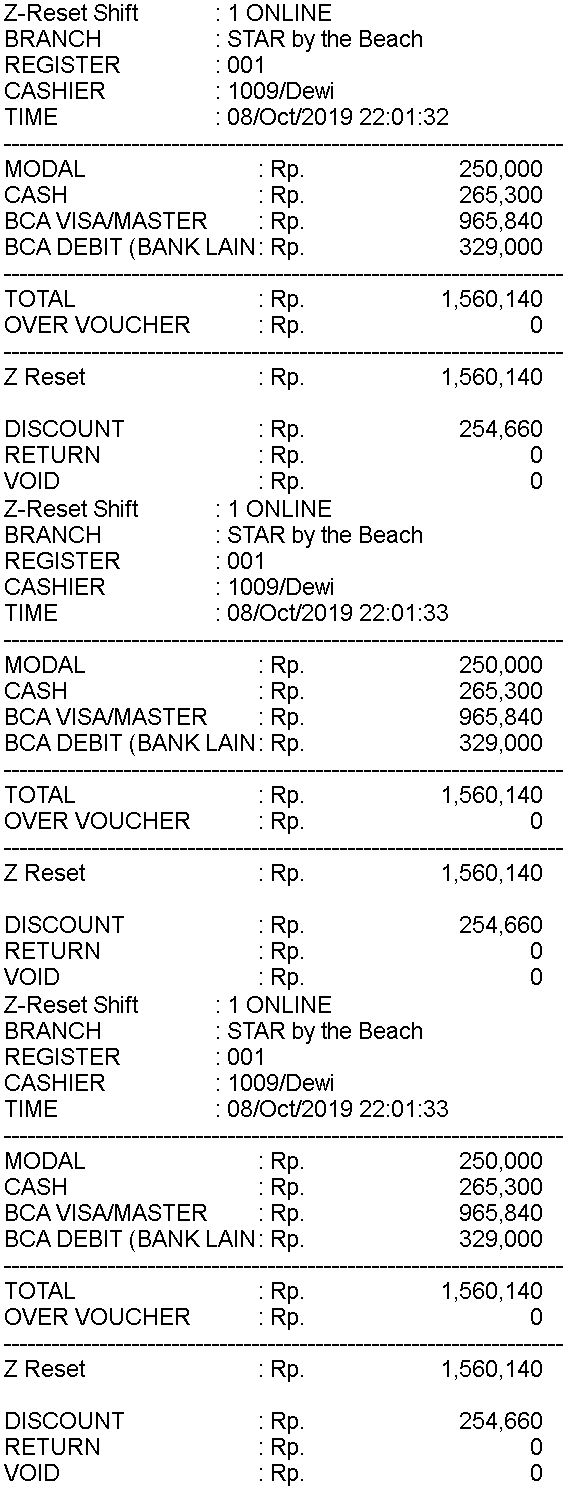 Z-Reset Shift : 1 ONLINE
BRANCH : STAR by the Beach
REGISTER : 001
CASHIER : 1009/Dewi
TIME : 08/Oct/2019 22:01:32
----------------------------------------------------------------------
MODAL : Rp. 250,000
CASH : Rp. 265,300
BCA VISA/MASTER : Rp. 965,840
BCA DEBIT (BANK LAIN : Rp. 329,000
----------------------------------------------------------------------
TOTAL : Rp. 1,560,140
OVER VOUCHER : Rp. 0
----------------------------------------------------------------------
Z Reset : Rp. 1,560,140
DISCOUNT : Rp. 254,660
RETURN : Rp. 0
VOID : Rp. 0
Z-Reset Shift : 1 ONLINE
BRANCH : STAR by the Beach
REGISTER : 001
CASHIER : 1009/Dewi
TIME : 08/Oct/2019 22:01:33
----------------------------------------------------------------------
MODAL : Rp. 250,000
CASH : Rp. 265,300
BCA VISA/MASTER : Rp. 965,840
BCA DEBIT (BANK LAIN : Rp. 329,000
----------------------------------------------------------------------
TOTAL : Rp. 1,560,140
OVER VOUCHER : Rp. 0
----------------------------------------------------------------------
Z Reset : Rp. 1,560,140
DISCOUNT : Rp. 254,660
RETURN : Rp. 0
VOID : Rp. 0
Z-Reset Shift : 1 ONLINE
BRANCH : STAR by the Beach
REGISTER : 001
CASHIER : 1009/Dewi
TIME : 08/Oct/2019 22:01:33
----------------------------------------------------------------------
MODAL : Rp. 250,000
CASH : Rp. 265,300
BCA VISA/MASTER : Rp. 965,840
BCA DEBIT (BANK LAIN : Rp. 329,000
----------------------------------------------------------------------
TOTAL : Rp. 1,560,140
OVER VOUCHER : Rp. 0
----------------------------------------------------------------------
Z Reset : Rp. 1,560,140
DISCOUNT : Rp. 254,660
RETURN : Rp. 0
VOID : Rp. 0